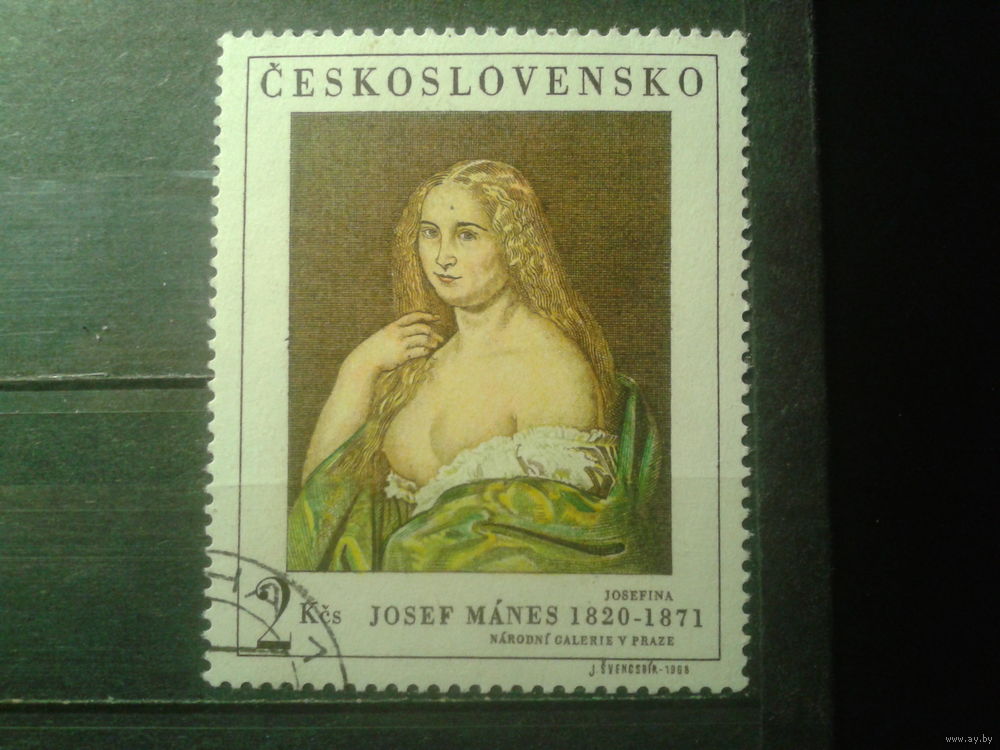 ČESKOSLOVENSKO
JOSEFINA
2 Kčs JOSEF MÁNES 1820-1871
NÁRODNÍ GALERIE V PRAZE
J. ŠVENGSBÍR-1968
www.ay.by